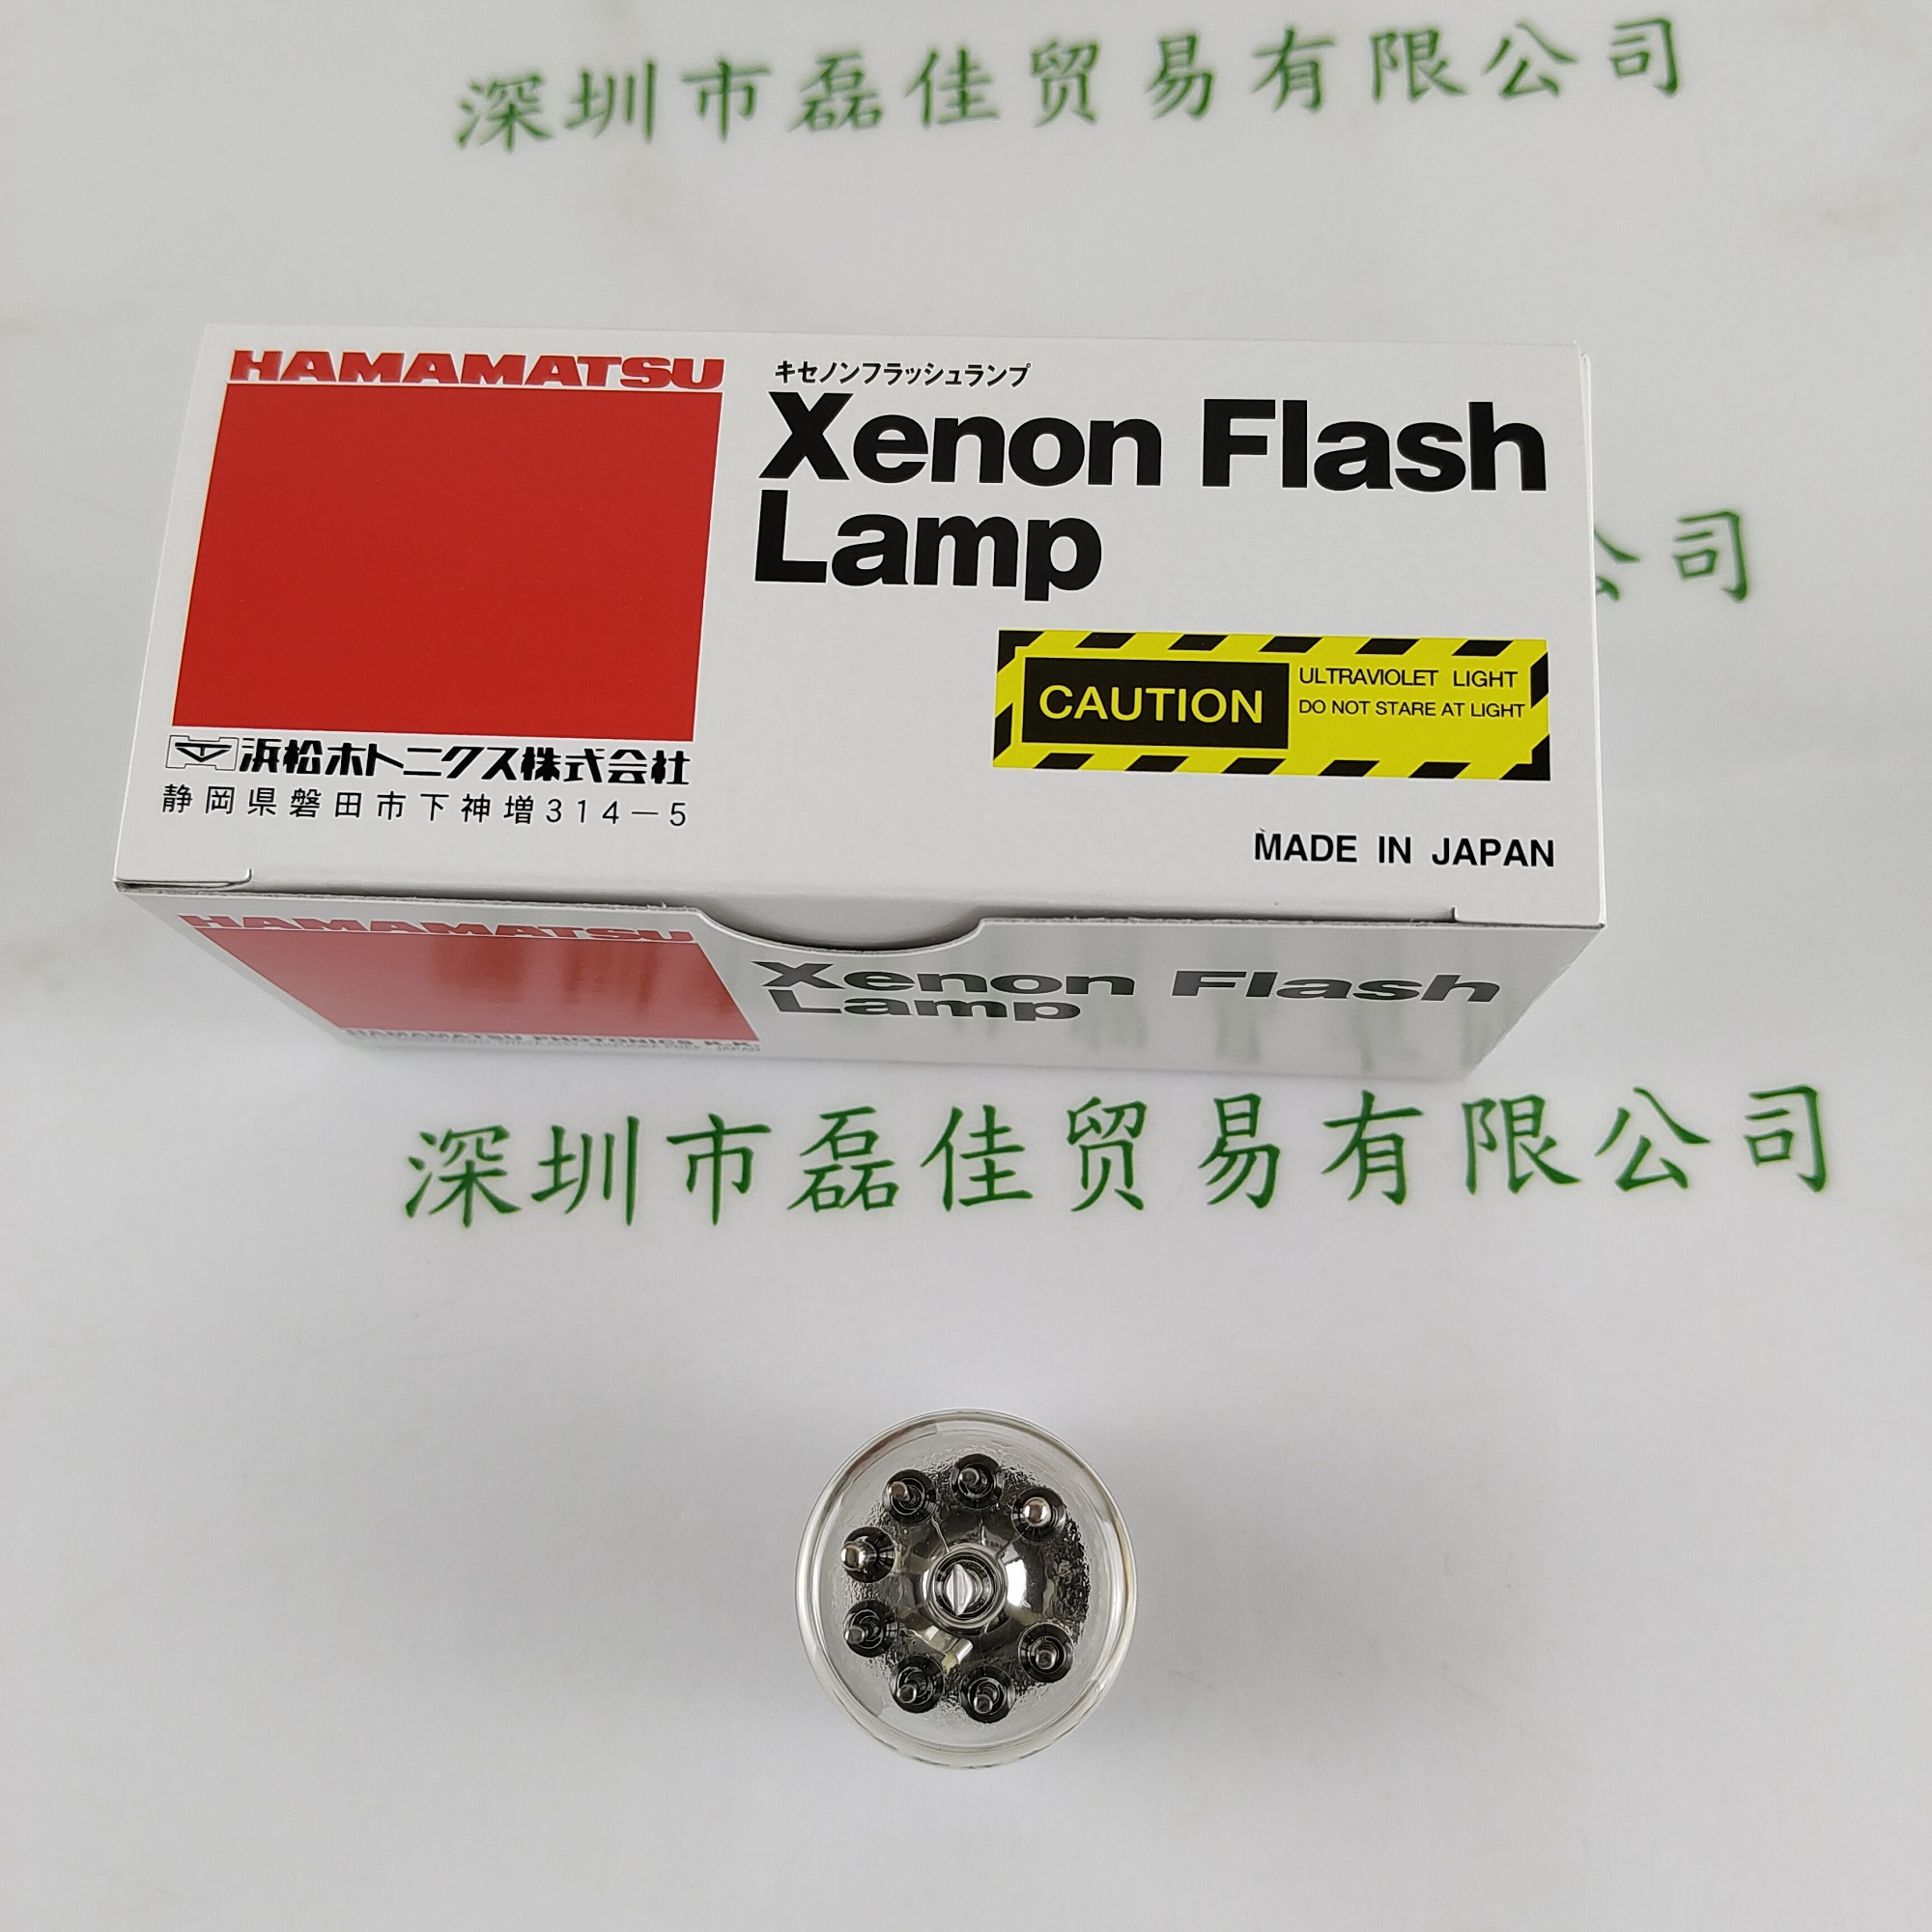 深圳市磊佳贸易有限公司
HAMAMATSU
キセノンフラッシュランプ
Xenon Flash
Lamp
公司
CAUTION
ULTRAVIOLET LIGHT
DO NOT STARE AT LIGHT
浜松ホトニクス株式会社
静岡県磐田市下神増314-5
MADE IN JAPAN
HAMAMATSU
Xenon Flash
Lamp
HAMAMATSU PHOTONICS K.K.
JAPAN
深圳市磊佳贸易有限公司